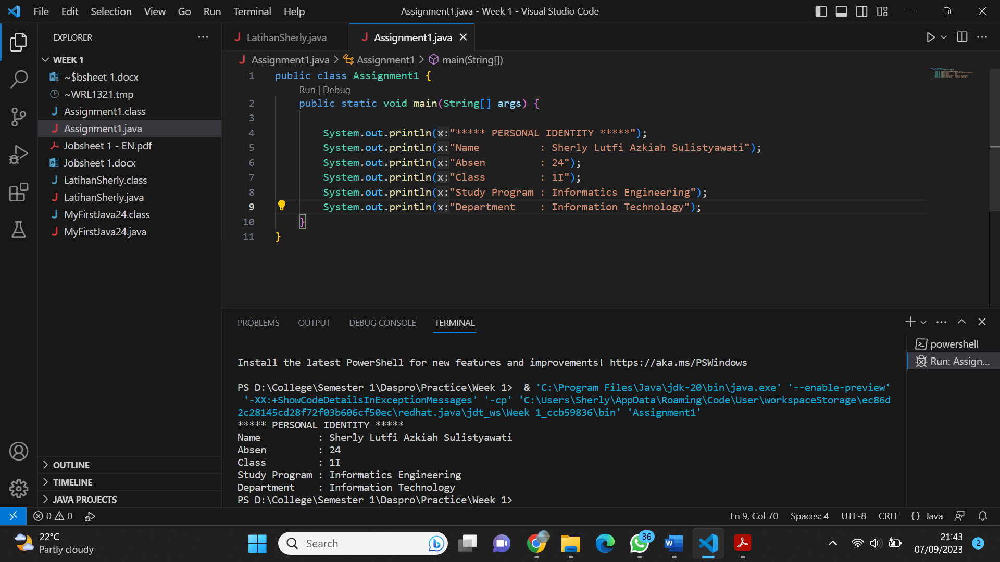 File Edit Selection View Go Run Terminal Help
Assignment1.java - Week 1 - Visual Studio Code
EXPLORER
WEEK 1
~$bsheet 1.docx
~WRL1321.tmp
Assignment1.class
Assignment1.java
Jobsheet 1 - EN.pdf
Jobsheet 1.docx
LatihanSherly.class
LatihanSherly.java
MyFirstJava24.class
MyFirstJava24.java
OUTLINE
TIMELINE
JAVA PROJECTS
LatihanSherly.java Assignment1.java
Assignment1.java > Assignment1 > main(String[])
1 public class Assignment1 {
Run | Debug
2 public static void main(String[] args) {
3
4 System.out.println(x:"***** PERSONAL IDENTITY *****");
5 System.out.println(x:"Name          : Sherly Lutfi Azkiah Sulistyawati");
6 System.out.println(x:"Absen         : 24");
7 System.out.println(x:"Class         : 1I");
8 System.out.println(x:"Study Program : Informatics Engineering");
9 System.out.println(x:"Department    : Information Technology");
10 }
11 }
PROBLEMS OUTPUT DEBUG CONSOLE TERMINAL
powershell
Run: Assign...
Install the latest PowerShell for new features and improvements! https://aka.ms/PSWindows
PS D:\College\Semester 1\Daspro\Practice\Week 1>  & 'C:\Program Files\Java\jdk-20\bin\java.exe' '--enable-preview'
'-XX:+ShowCodeDetailsInExceptionMessages' '-cp' 'C:\Users\Sherly\AppData\Roaming\Code\User\workspaceStorage\ec86d
2c28145cd28f72f03b606cf50ec\redhat.java\jdt_ws\Week 1_ccb59836\bin' 'Assignment1'
***** PERSONAL IDENTITY *****
Name          : Sherly Lutfi Azkiah Sulistyawati
Absen         : 24
Class         : 1I
Study Program : Informatics Engineering
Department    : Information Technology
PS D:\College\Semester 1\Daspro\Practice\Week 1>
0 0
Ln 9, Col 70 Spaces: 4 UTF-8 CRLF {} Java
22°C
Partly cloudy
Search
36
21:43
07/09/2023
2